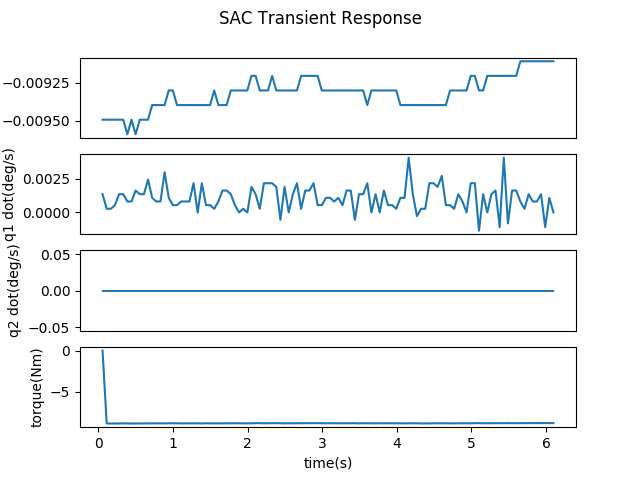 SAC Transient Response
−0.00925
−0.00950
q1 dot(deg/s)
0.0025
0.0000
q2 dot(deg/s)
0.05
0.00
−0.05
torque(Nm)
0
−5
0 1 2 3 4 5 6
time(s)